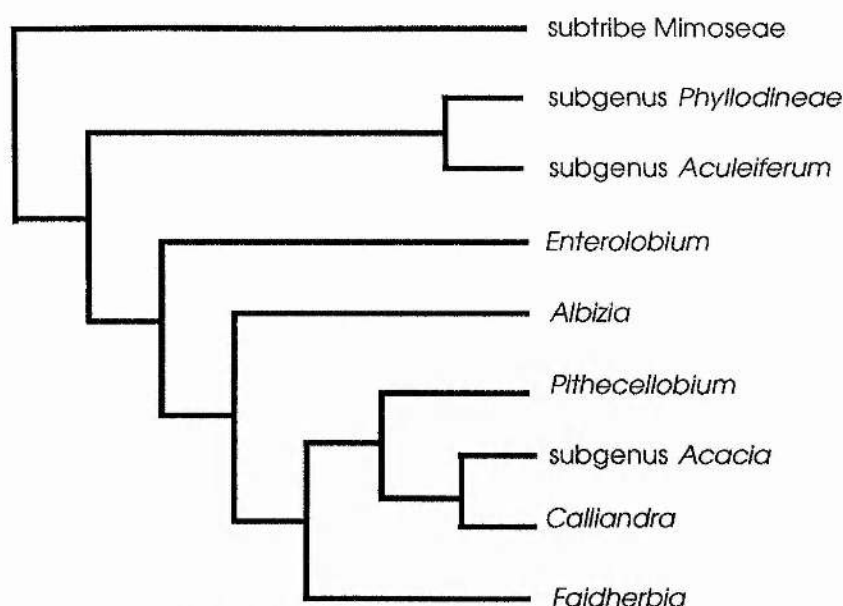 subtribe Mimoseae
subgenus Phyllodineae
subgenus Aculeiferum
Enterolobium
Albizia
Pithecellobium
subgenus Acacia
Calliandra
Faidherbia